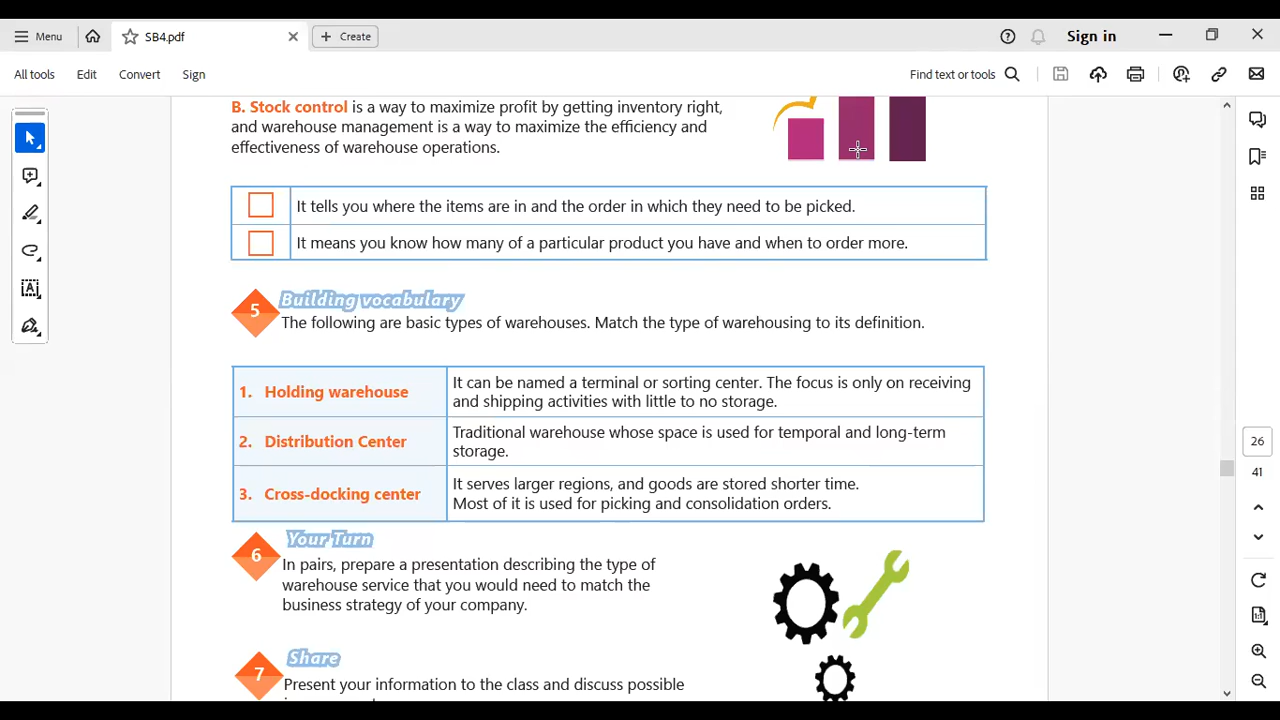 Menu
SB4.pdf
Create
Sign in
All tools
Edit
Convert
Sign
Find text or tools
B. Stock control is a way to maximize profit by getting inventory right,
and warehouse management is a way to maximize the efficiency and
effectiveness of warehouse operations.
It tells you where the items are in and the order in which they need to be picked.
It means you know how many of a particular product you have and when to order more.
5
Building vocabulary
The following are basic types of warehouses. Match the type of warehousing to its definition.
1. Holding warehouse
It can be named a terminal or sorting center. The focus is only on receiving
and shipping activities with little to no storage.
2. Distribution Center
Traditional warehouse whose space is used for temporal and long-term
storage.
3. Cross-docking center
It serves larger regions, and goods are stored shorter time.
Most of it is used for picking and consolidation orders.
6
Your Turn
In pairs, prepare a presentation describing the type of
warehouse service that you would need to match the
business strategy of your company.
7
Share
Present your information to the class and discuss possible
26
41